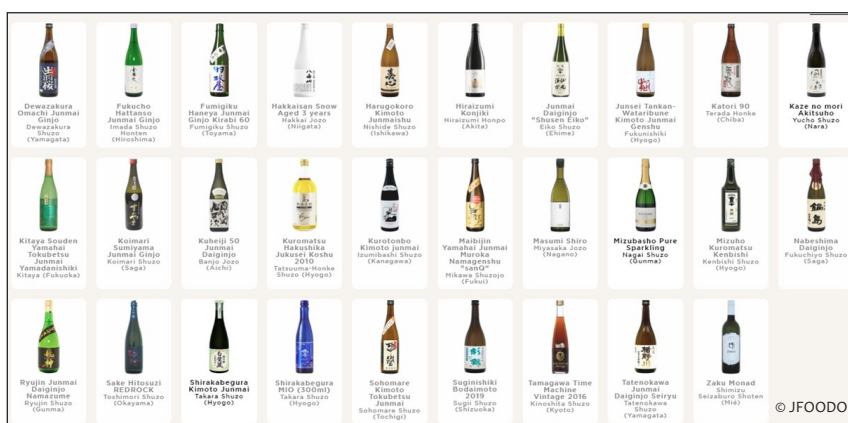 Dewazakura
Omachi Junmai
Ginjo
Dewazakura
Shuzo
(Yamagata)
Fukucho
Hattanso
Junmai Ginjo
Imada Shuzo
Honten
(Hiroshima)
Fumigiku
Haneya Junmai
Ginjo Kirabi 60
Fumigiku Shuzo
(Toyama)
Hakkaisan Snow
Aged 3 years
Hakkai Jozo
(Niigata)
Harugokoro
Kimoto
Junmaishu
Nishide Shuzo
(Ishikawa)
Hiraizumi
Konjiki
Hiraizumi Honpo
(Akita)
Junmai
Daiginjo
"Shusen Eiko"
Eiko Shuzo
(Ehime)
Junsei Tankan-
Wataribune
Kimoto Junmai
Genshu
Fukunishiki
(Hyogo)
Katori 90
Terada Honke
(Chiba)
Kaze no mori
Akitsuho
Yucho Shuzo
(Nara)
Kitaya Souden
Yamahai
Tokubetsu
Junmai
Yamadanishiki
Kitaya (Fukuoka)
Koimari
Sumiyama
Junmai Ginjo
Koimari Shuzo
(Saga)
Kuheiji 50
Junmai
Daiginjo
Banjo Jozo
(Aichi)
Kuromatsu
Hakushika
Jukusei Koshu
2010
Tatsuuma-Honke
Shuzo (Hyogo)
Kurotonbo
Kimoto junmai
Izumibashi Shuzo
(Kanagawa)
Maibijin
Yamahai Junmai
Muroka
Namagenshu
"sanQ"
Mikawa Shuzojo
(Fukui)
Masumi Shiro
Miyasaka Jozo
(Nagano)
Mizubasho Pure
Sparkling
Nagai Shuzo
(Gunma)
Mizuho
Kuromatsu
Kenbishi
Kenbishi Shuzo
(Hyogo)
Nabeshima
Daiginjo
Fukuchiyo Shuzo
(Saga)
Ryujin Junmai
Daiginjo
Namazume
Ryujin Shuzo
(Gunma)
Sake Hitosuzi
REDROCK
Toshimori Shuzo
(Okayama)
Shirakabegura
Kimoto Junmai
Takara Shuzo
(Hyogo)
Shirakabegura
MIO (300ml)
Takara Shuzo
(Hyogo)
Sohomare
Kimoto
Tokubetsu
Junmai
Sohomare Shuzo
(Tochigi)
Suginishiki
Bodaimoto
2019
Sugii Shuzo
(Shizuoka)
Tamagawa Time
Machine
Vintage 2016
Kinoshita Shuzo
(Kyoto)
Tatenokawa
Junmai
Daiginjo Seiryu
Tatenokawa
Shuzo
(Yamagata)
Zaku Monad
Shimizu
Seizaburo Shoten
(Mie)
© JFOODO